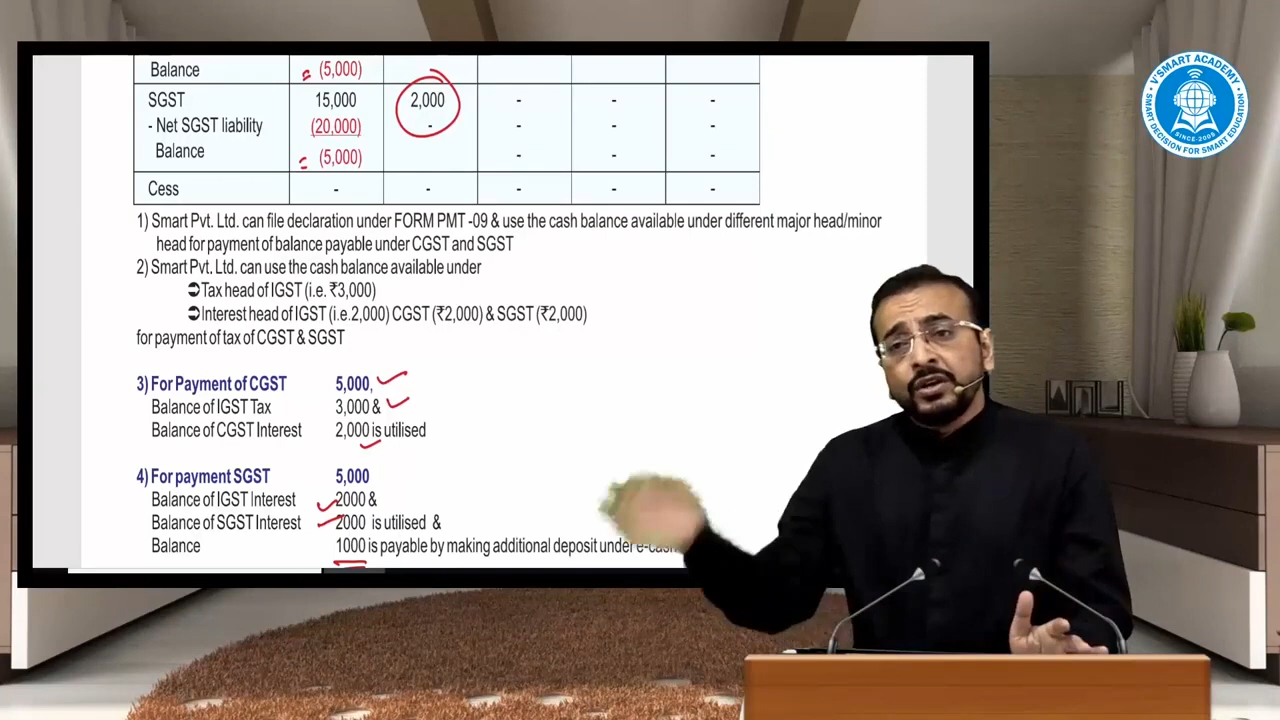 Balance (5,000)
SGST 15,000 2,000 - - -
- Net SGST liability (20,000) - - - -
Balance (5,000) - - -
Cess - - - - -
1) Smart Pvt. Ltd. can file declaration under FORM PMT -09 & use the cash balance available under different major head/minor
head for payment of balance payable under CGST and SGST
2) Smart Pvt. Ltd. can use the cash balance available under
➲Tax head of IGST (i.e. ₹3,000)
➲Interest head of IGST (i.e.2,000) CGST (₹2,000) & SGST (₹2,000)
for payment of tax of CGST & SGST
3) For Payment of CGST 5,000,
Balance of IGST Tax 3,000 &
Balance of CGST Interest 2,000 is utilised
4) For payment SGST 5,000
Balance of IGST Interest 2000 &
Balance of SGST Interest 2000 is utilised &
Balance 1000 is payable by making additional deposit under
V'SMART ACADEMY
SINCE-2005
SMART DECISION FOR SMART EDUCATION